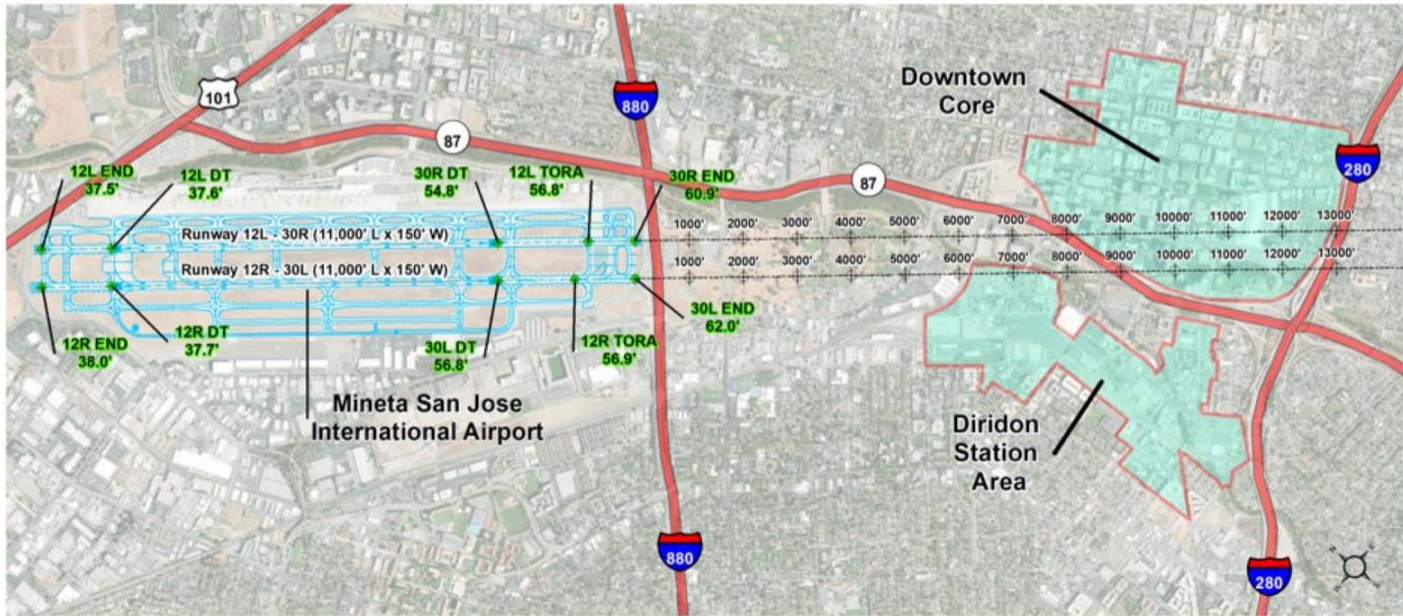 Downtown
Core
101
880
87
280
12L END
37.5'
12L DT
37.6'
30R DT
54.8'
12L TORA
56.8'
30R END
60.9'
87
Runway 12L - 30R (11,000' L x 150' W)
1000' 2000' 3000' 4000' 5000' 6000' 7000' 8000' 9000' 10000' 11000' 12000' 13000'
Runway 12R - 30L (11,000' L x 150' W)
1000' 2000' 3000' 4000' 5000' 6000' 7000' 8000' 9000' 10000' 11000' 12000' 13000'
12R END
38.0'
12R DT
37.7'
30L DT
56.8'
12R TORA
56.9'
30L END
62.0'
Mineta San Jose
International Airport
Diridon
Station
Area
880
280